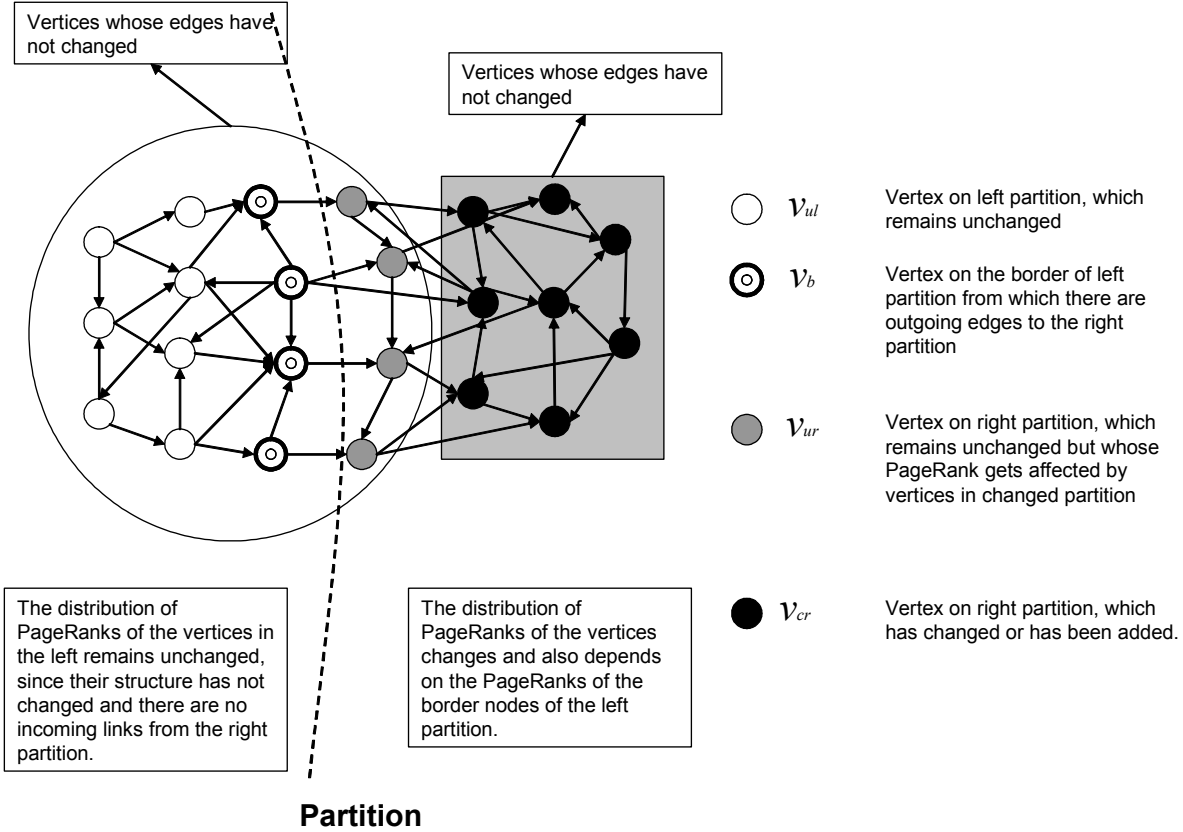 Vertices whose edges have
not changed
Vertices whose edges have
not changed
v_ul
Vertex on left partition, which
remains unchanged
v_b
Vertex on the border of left
partition from which there are
outgoing edges to the right
partition
v_ur
Vertex on right partition, which
remains unchanged but whose
PageRank gets affected by
vertices in changed partition
v_cr
Vertex on right partition, which
has changed or has been added.
The distribution of
PageRanks of the vertices in
the left remains unchanged,
since their structure has not
changed and there are no
incoming links from the right
partition.
The distribution of
PageRanks of the vertices
changes and also depends
on the PageRanks of the
border nodes of the left
partition.
Partition